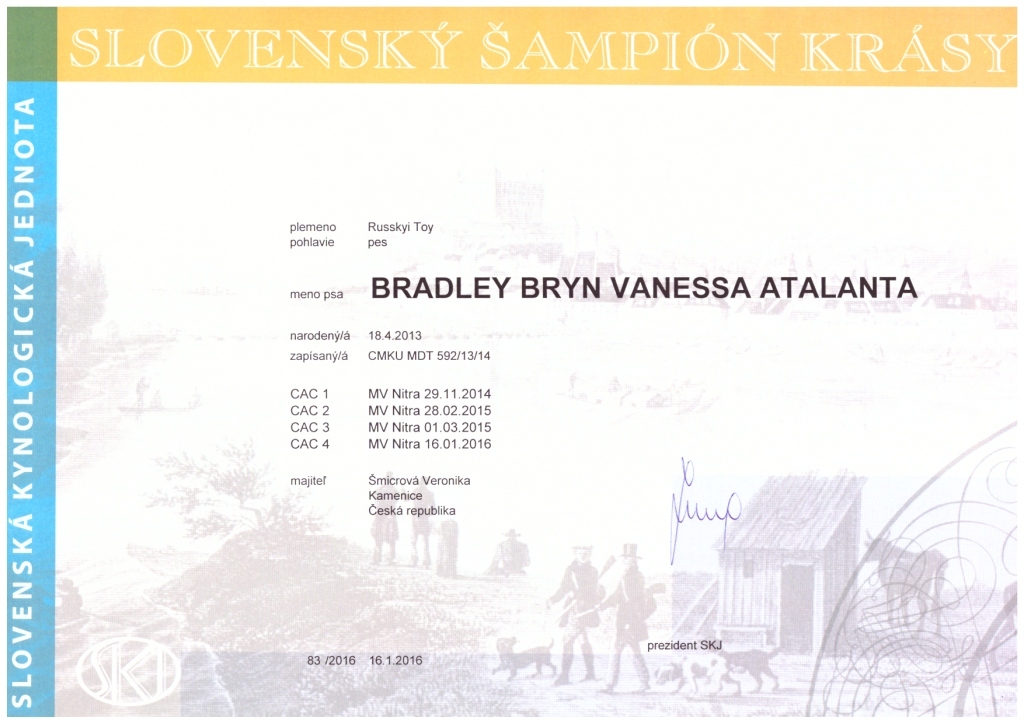 SLOVENSKÝ ŠAMPIÓN KRÁSY
SLOVENSKÁ KYNOLOGICKÁ JEDNOTA
plemeno Russkyi Toy
pohlavie pes
meno psa BRADLEY BRYN VANESSA ATALANTA
narodený/á 18.4.2013
zapísaný/á CMKU MDT 592/13/14
CAC 1 MV Nitra 29.11.2014
CAC 2 MV Nitra 28.02.2015
CAC 3 MV Nitra 01.03.2015
CAC 4 MV Nitra 16.01.2016
majiteľ Šmicrová Veronika
Kamenice
Česká republika
prezident SKJ
83 /2016 16.1.2016
SKJ